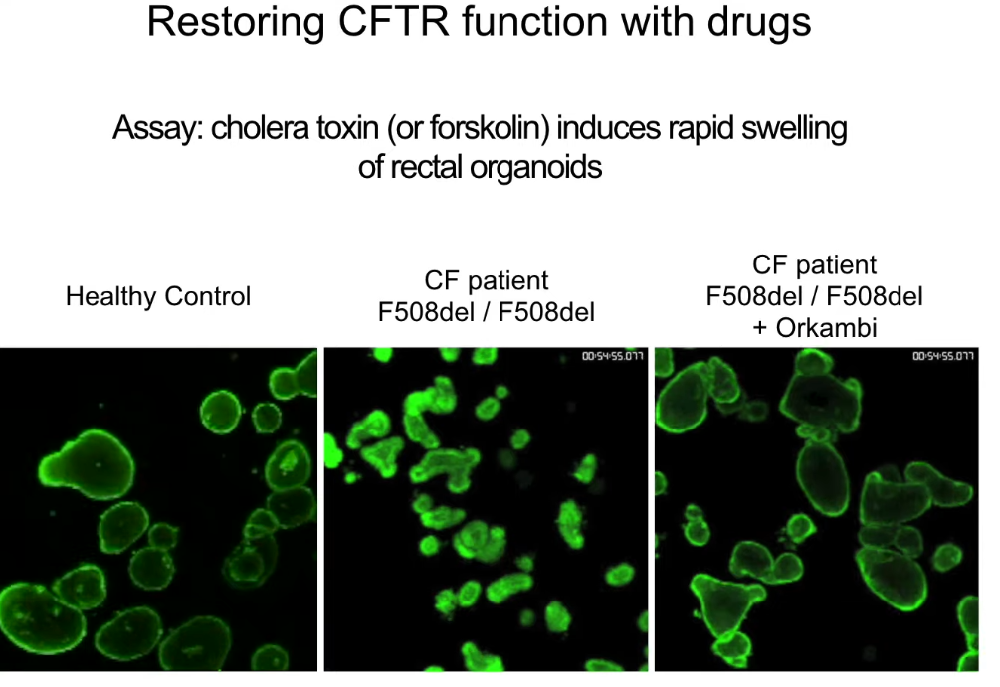 Restoring CFTR function with drugs
Assay: cholera toxin (or forskolin) induces rapid swelling
of rectal organoids
Healthy Control
CF patient
F508del / F508del
CF patient
F508del / F508del
+ Orkambi
00:54:55.077
00:54:55.077